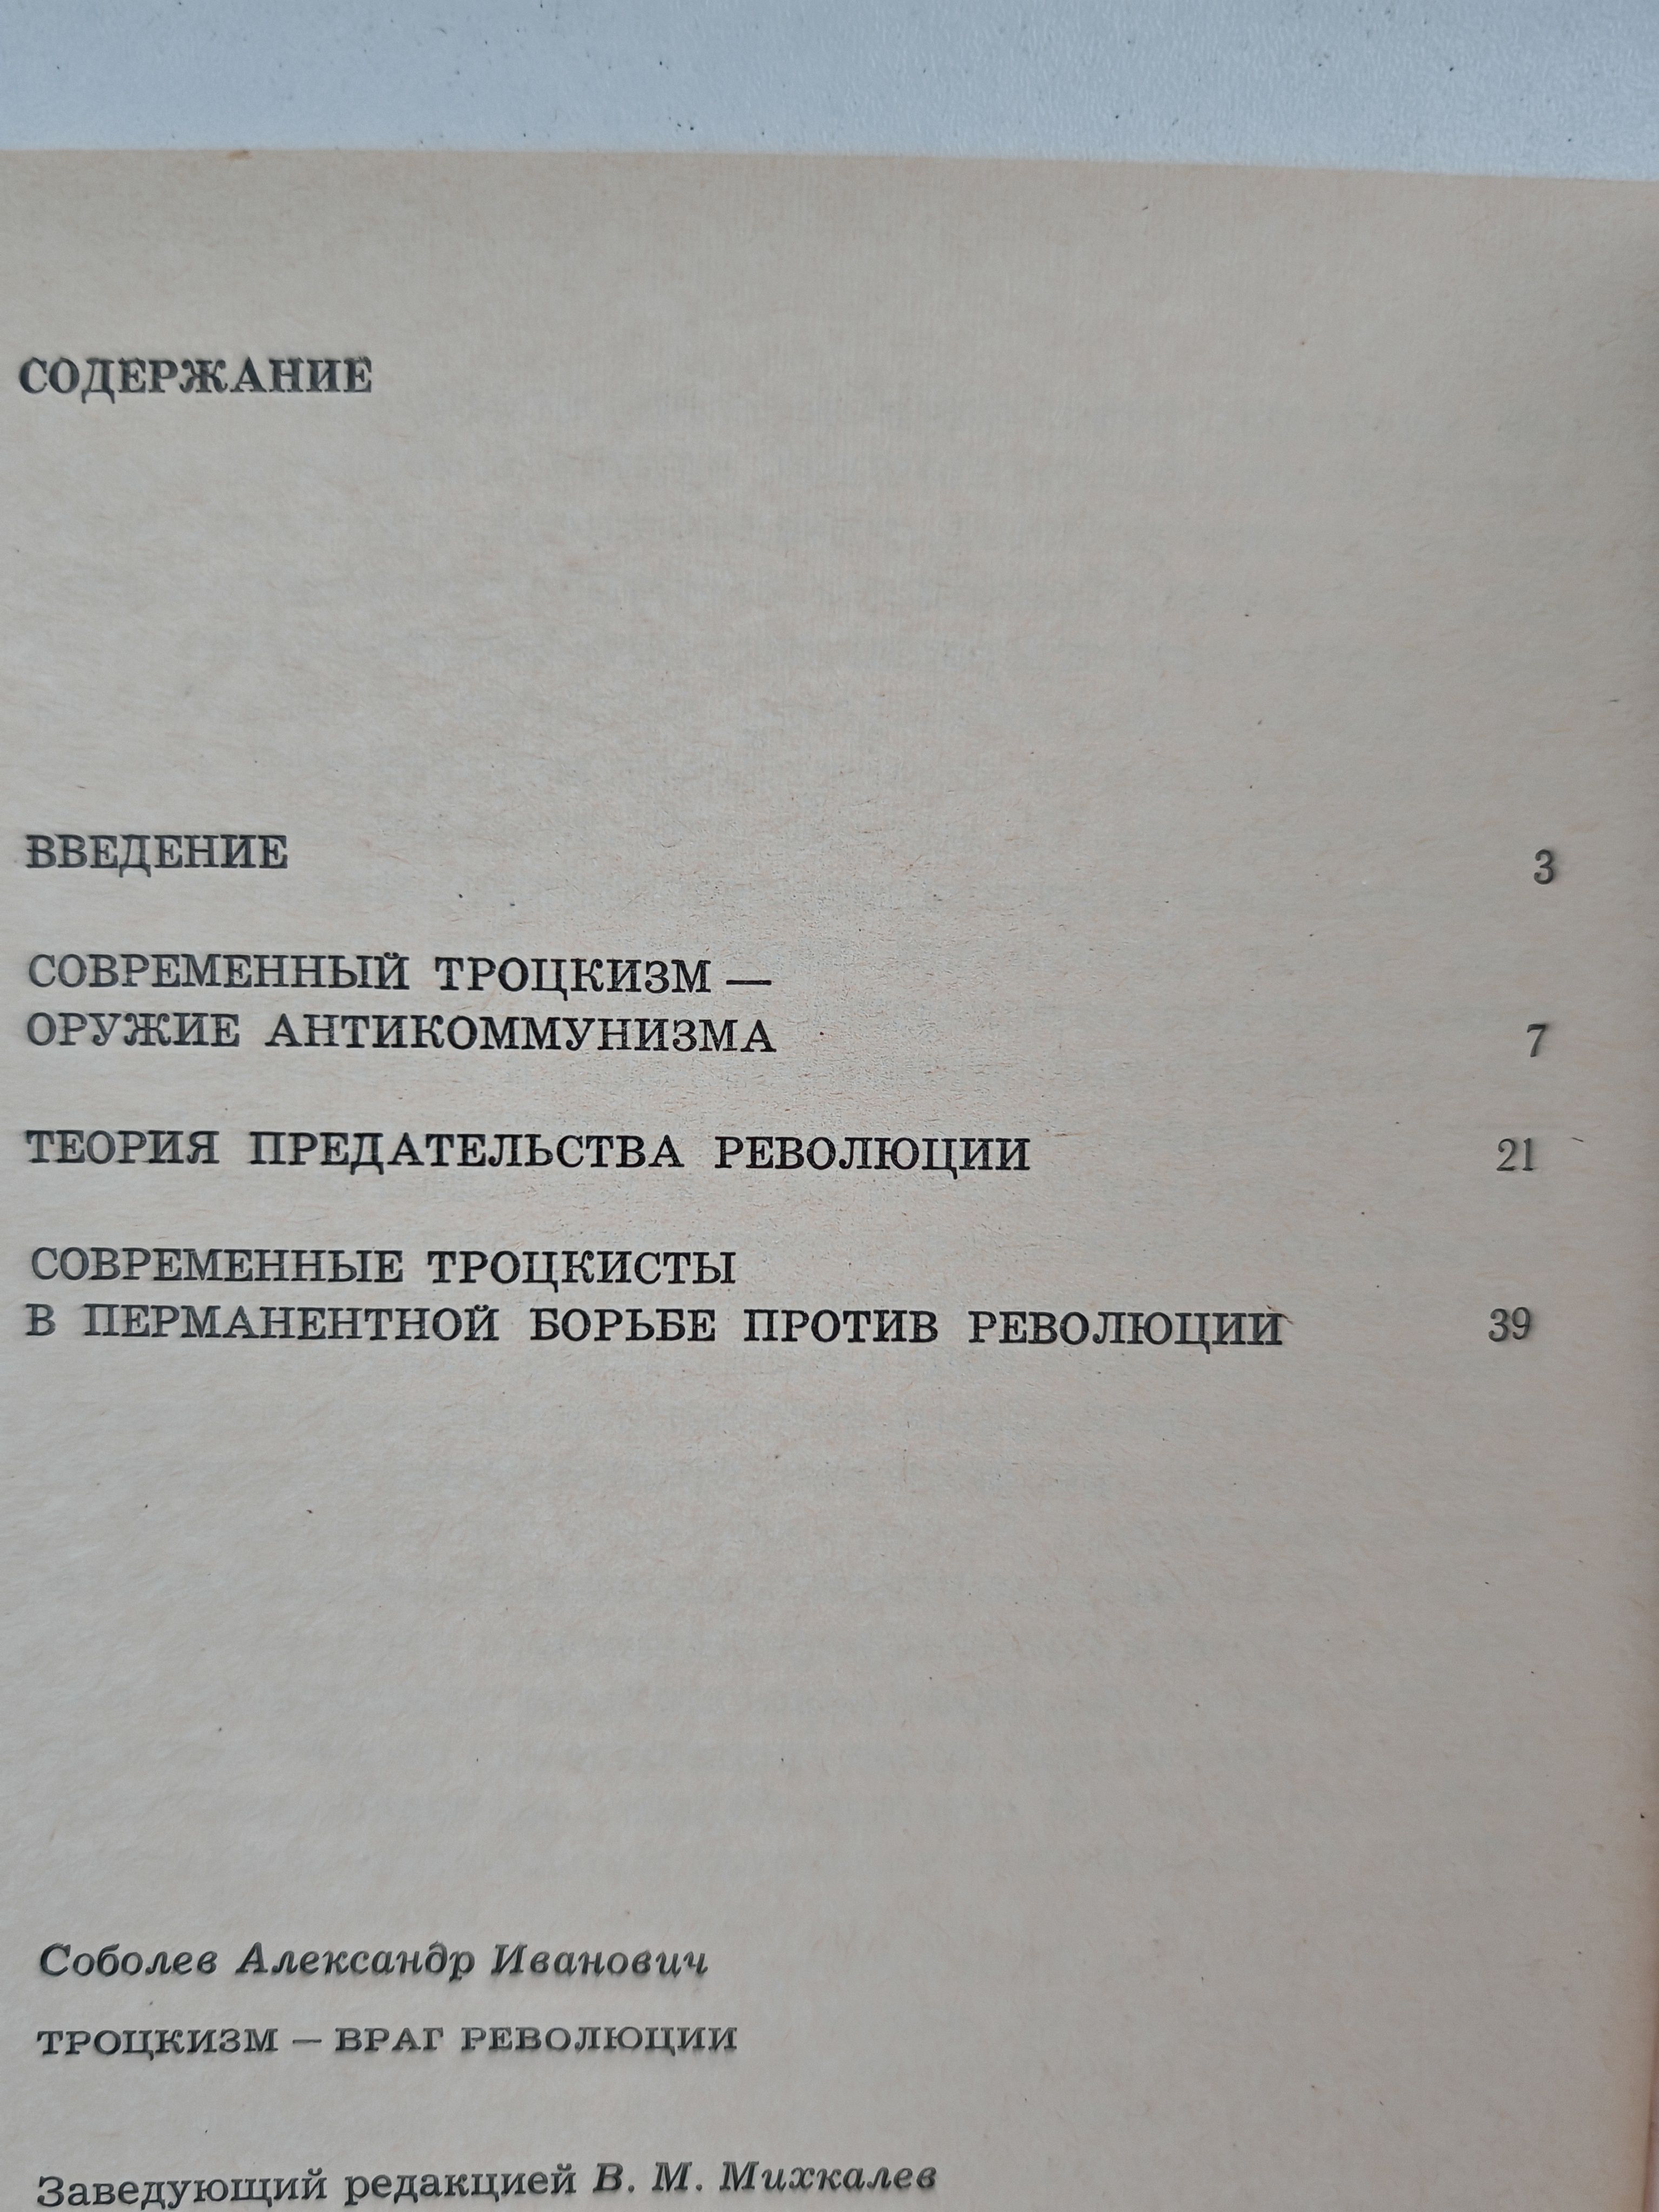 СОДЕРЖАНИЕ
ВВЕДЕНИЕ 3
СОВРЕМЕННЫЙ ТРОЦКИЗМ —
ОРУЖИЕ АНТИКОММУНИЗМА 7
ТЕОРИЯ ПРЕДАТЕЛЬСТВА РЕВОЛЮЦИИ 21
СОВРЕМЕННЫЕ ТРОЦКИСТЫ
В ПЕРМАНЕНТНОЙ БОРЬБЕ ПРОТИВ РЕВОЛЮЦИИ 39
Соболев Александр Иванович
ТРОЦКИЗМ — ВРАГ РЕВОЛЮЦИИ
Заведующий редакцией В. М. Михкалев